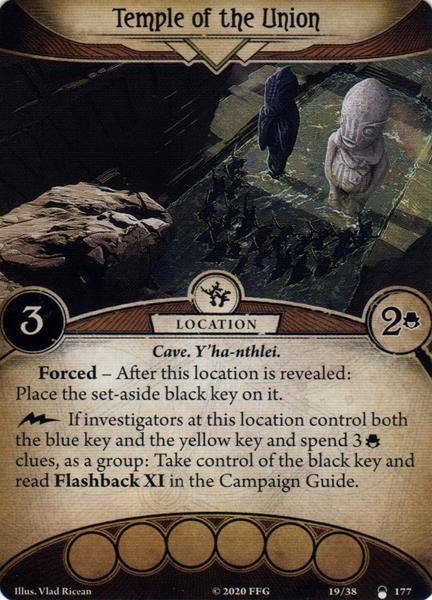 Temple of the Union
3
2
LOCATION
Cave. Y'ha-nthlei.
Forced – After this location is revealed:
Place the set-aside black key on it.
If investigators at this location control both
the blue key and the yellow key and spend 3
clues, as a group: Take control of the black key and
read Flashback XI in the Campaign Guide.
Illus. Vlad Ricean © 2020 FFG 19/38 177